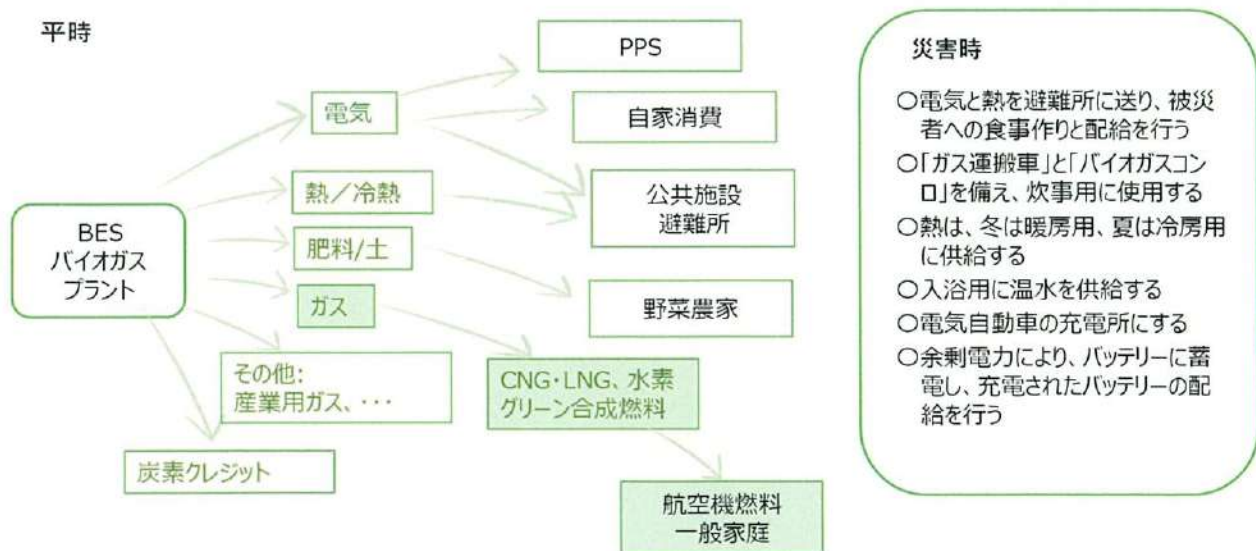 平時
PPS
電気
自家消費
熱／冷熱
公共施設
避難所
BES
バイオガス
プラント
肥料/土
ガス
野菜農家
その他:
産業用ガス、・・・
CNG・LNG、水素
グリーン合成燃料
炭素クレジット
航空機燃料
一般家庭
災害時
〇電気と熱を避難所に送り、被災
者への食事作りと配給を行う
〇「ガス運搬車」と「バイオガスコン
ロ」を備え、炊事用に使用する
〇熱は、冬は暖房用、夏は冷房用
に供給する
〇入浴用に温水を供給する
〇電気自動車の充電所にする
〇余剰電力により、バッテリーに蓄
電し、充電されたバッテリーの配
給を行う